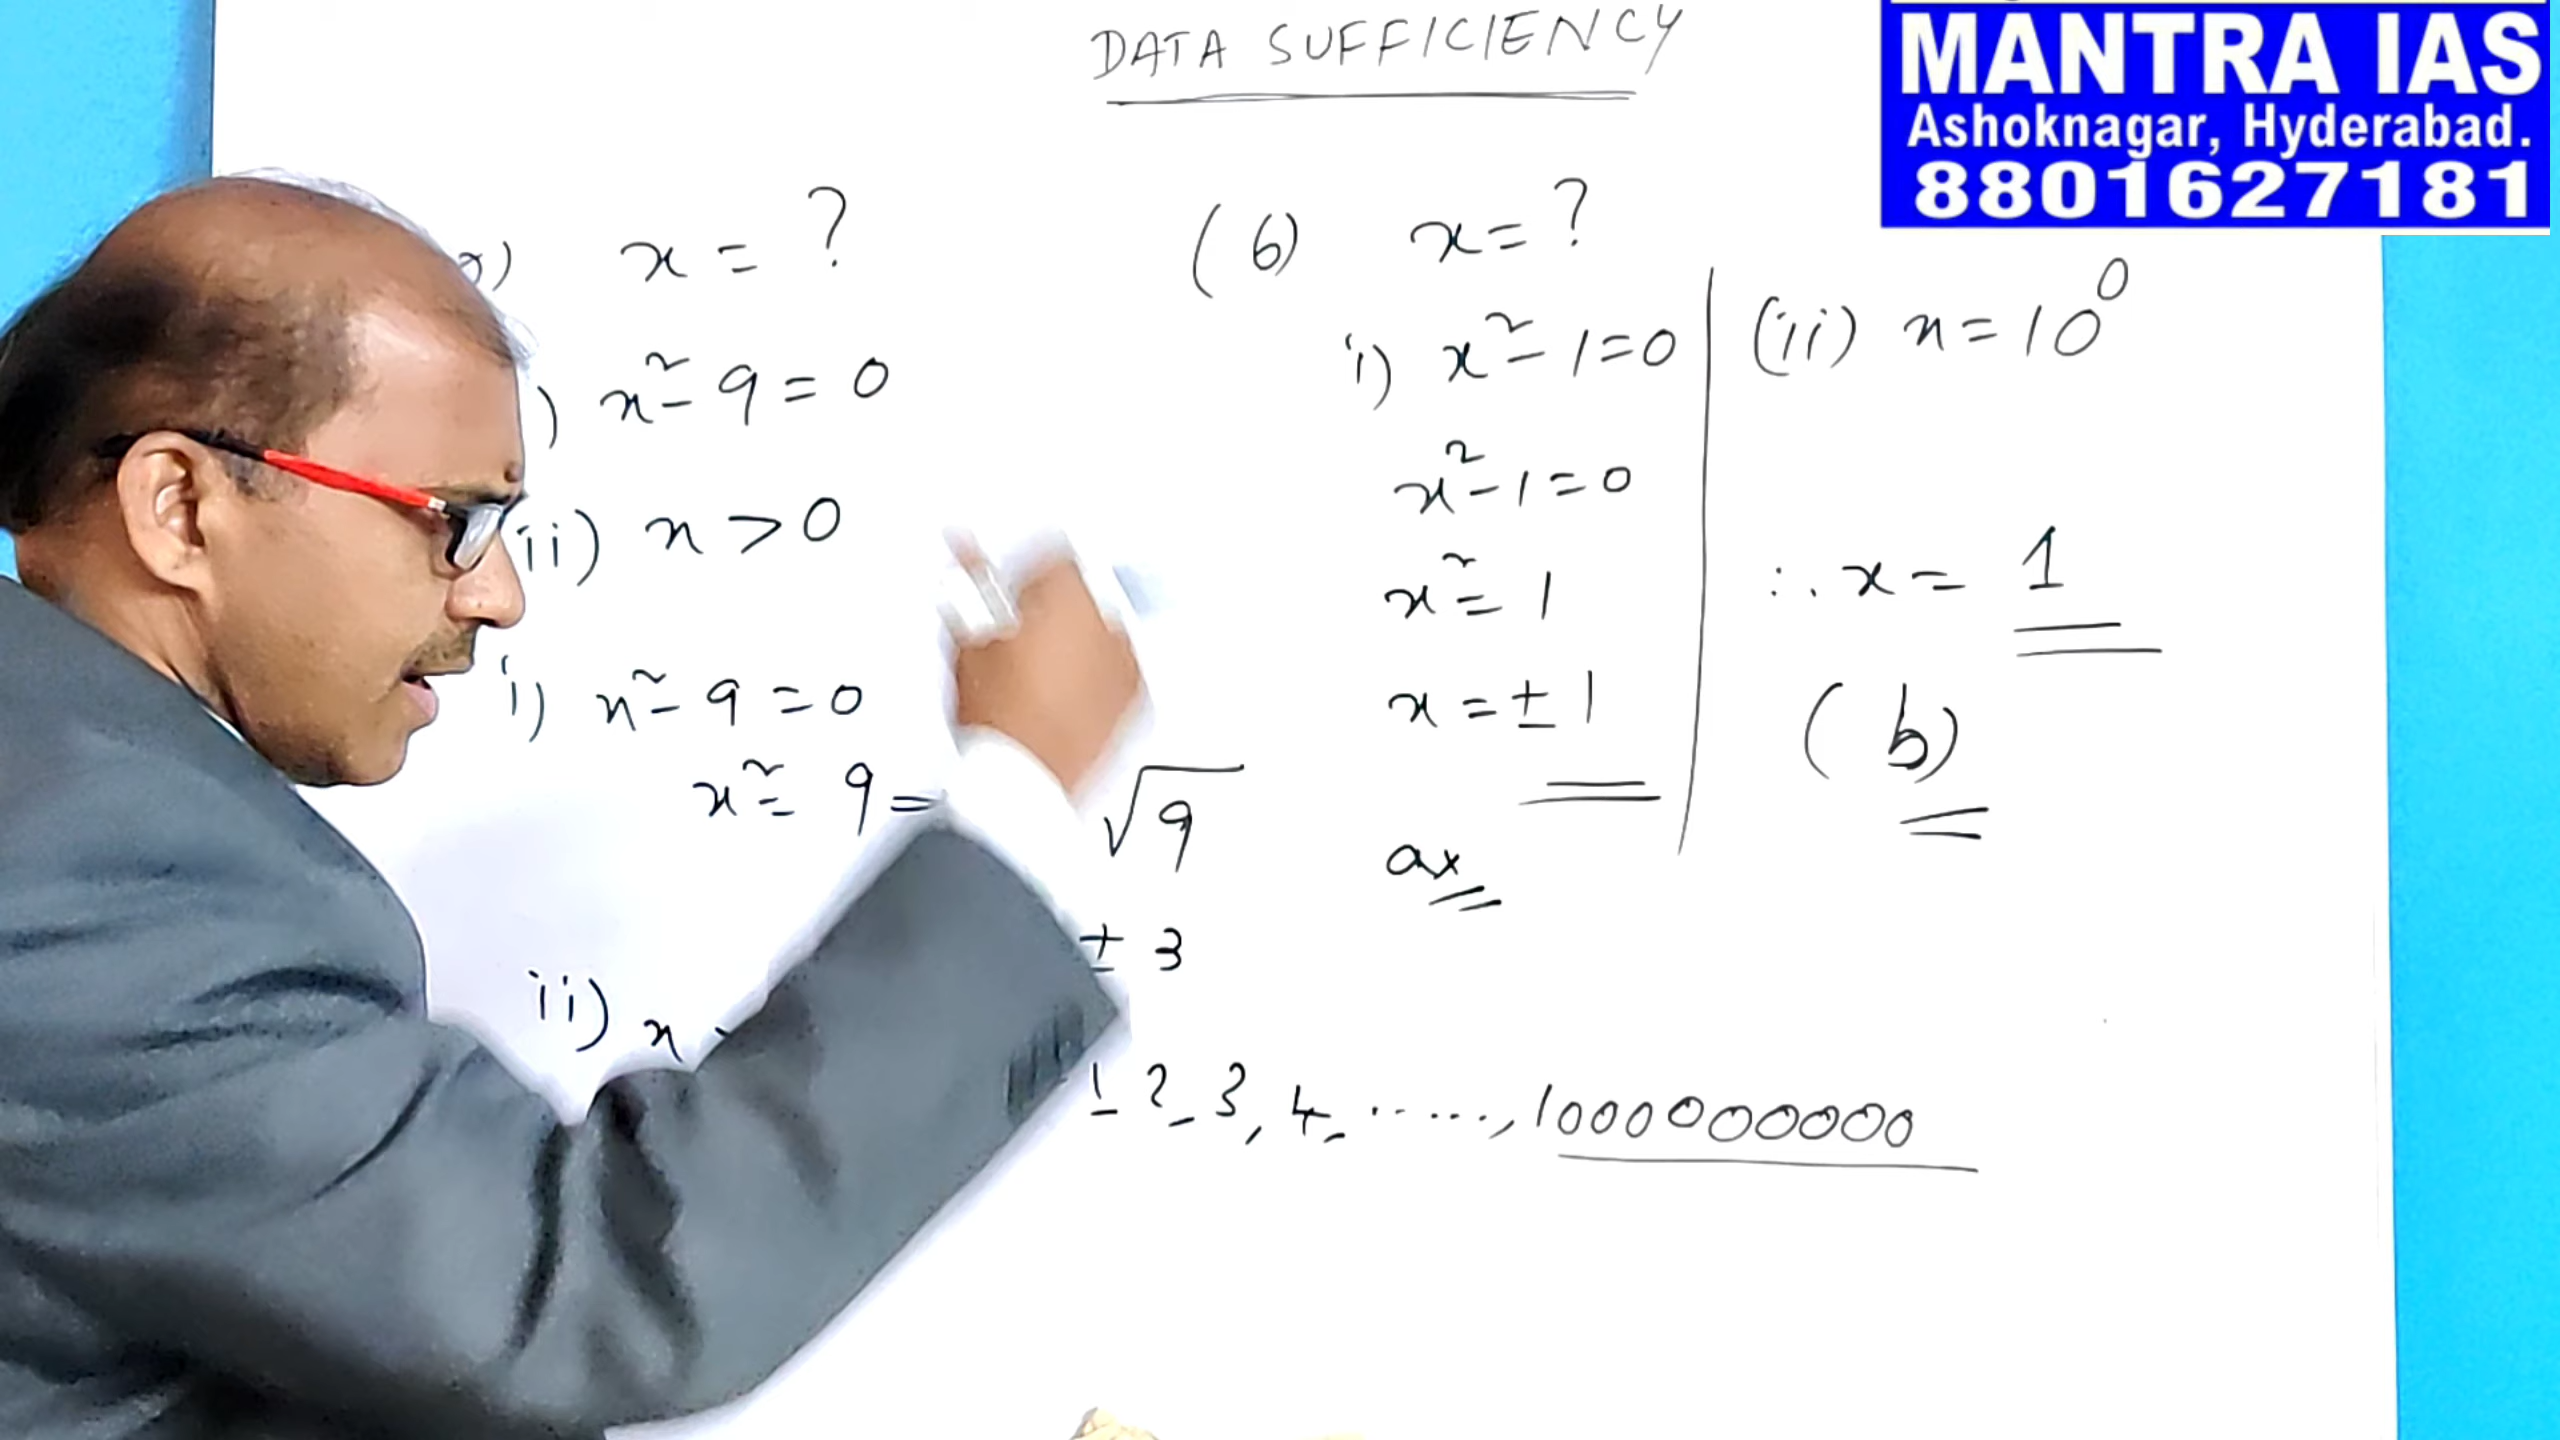 DATA SUFFICIENCY
MANTRA IAS
Ashoknagar, Hyderabad.
8801627181
x = ?
x² - 9 = 0
ii) x > 0
i) x² - 9 = 0
x² = 9 =
√9
± 3
ii) x
1, 2, 3, 4, ......, 1000000000
(6) x = ?
i) x² - 1 = 0
x² - 1 = 0
x² = 1
x = ± 1
ax
(ii) x = 10⁰
∴ x = 1
(b)